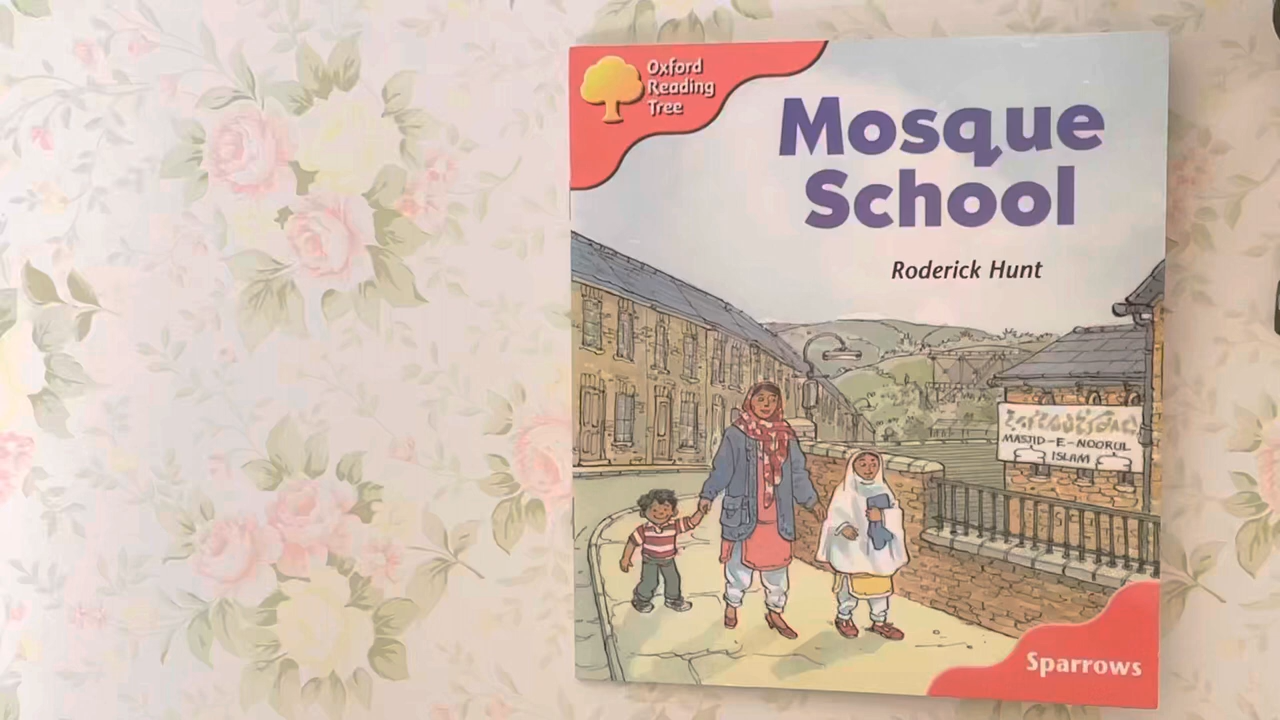 Oxford
Reading
Tree
Mosque
School
Roderick Hunt
MASJID-E-NOORUL
ISLAM
Sparrows